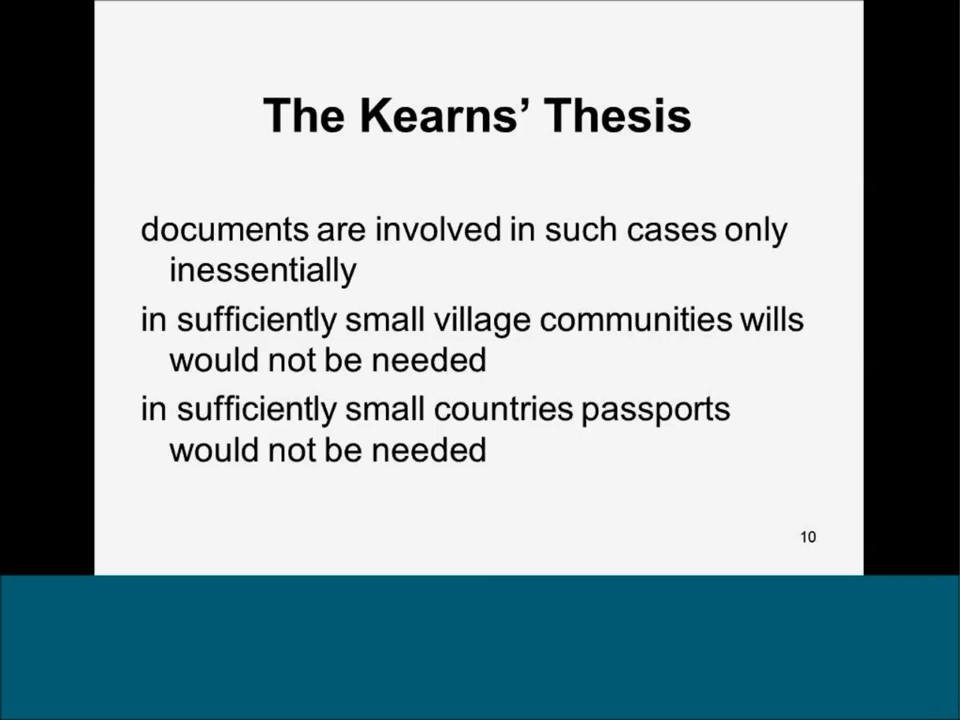 The Kearns’ Thesis
documents are involved in such cases only
inessentially
in sufficiently small village communities wills
would not be needed
in sufficiently small countries passports
would not be needed
10